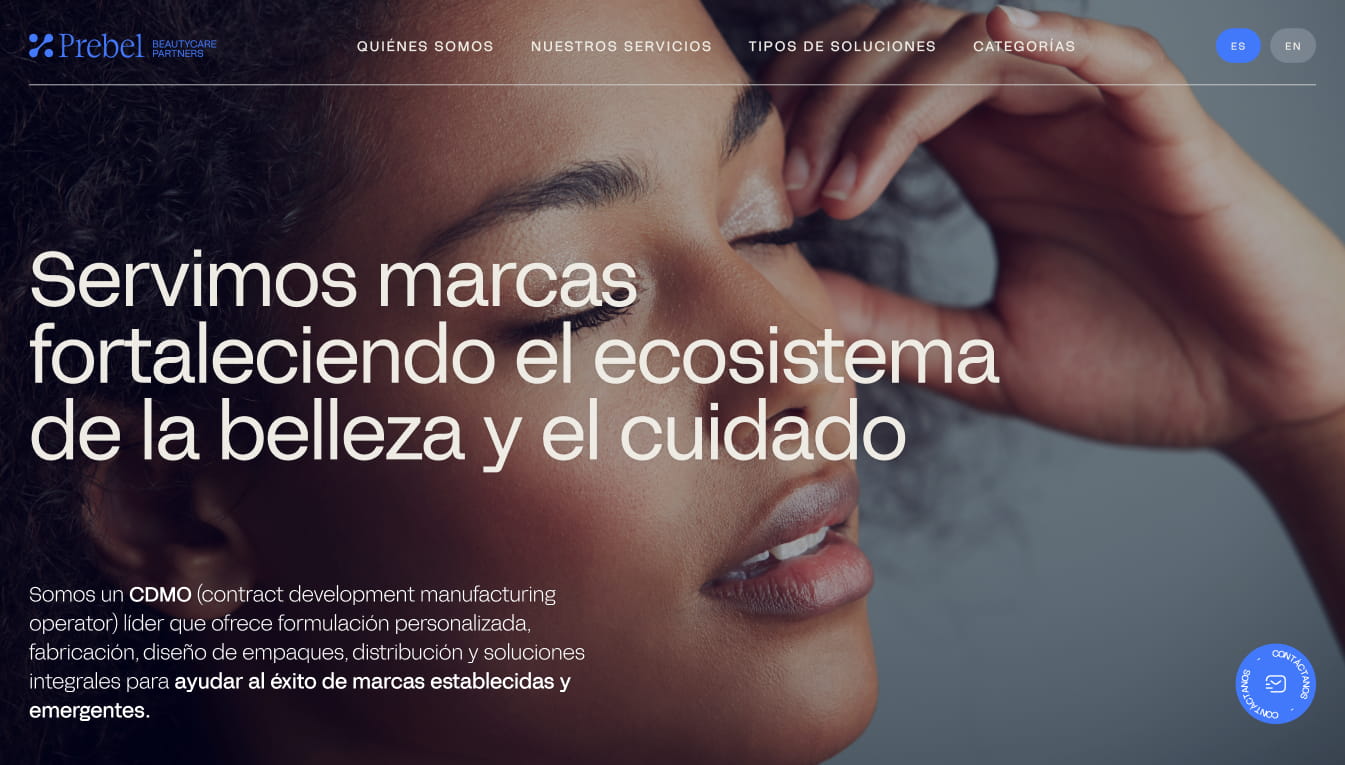 Prebel BEAUTYCARE
PARTNERS
QUIÉNES SOMOS NUESTROS SERVICIOS TIPOS DE SOLUCIONES CATEGORÍAS ES EN
Servimos marcas
fortaleciendo el ecosistema
de la belleza y el cuidado
Somos un CDMO (contract development manufacturing
operator) líder que ofrece formulación personalizada,
fabricación, diseño de empaques, distribución y soluciones
integrales para ayudar al éxito de marcas establecidas y
emergentes.
CONTÁCTANOS - CONTÁCTANOS -